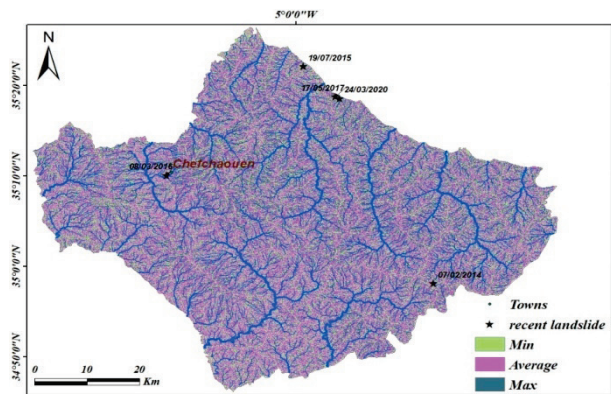 5°0'0"W
N
19/07/2015
35°20'0"N
17/05/2017
24/03/2020
35°10'0"N
08/03/2016
Chefchaouen
35°0'0"N
07/02/2014
Towns
recent landslide
34°50'0"N
Min
Average
Max
0 10 20
Km